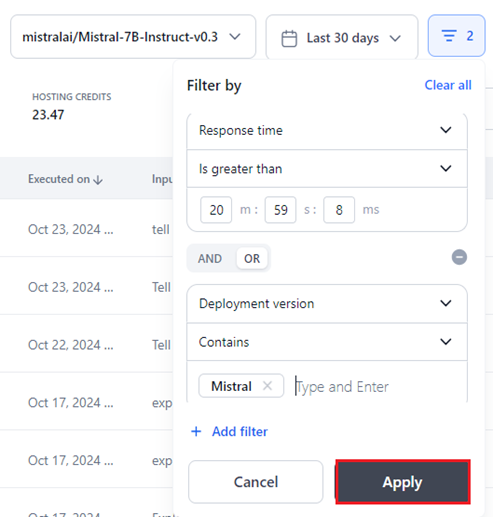 mistralai/Mistral-7B-Instruct-v0.3 Last 30 days 2
Filter by Clear all
HOSTING CREDITS
23.47
Response time
Is greater than
Executed on
20 m : 59 s : 8 ms
Oct 23, 2024 ... tell
AND OR
Oct 23, 2024 ... Tell
Deployment version
Oct 22, 2024 ... Tell
Contains
Mistral Type and Enter
Oct 17, 2024 ... exp
Add filter
Oct 17, 2024 ... exp
Cancel Apply
Oct 17, 2024 ...